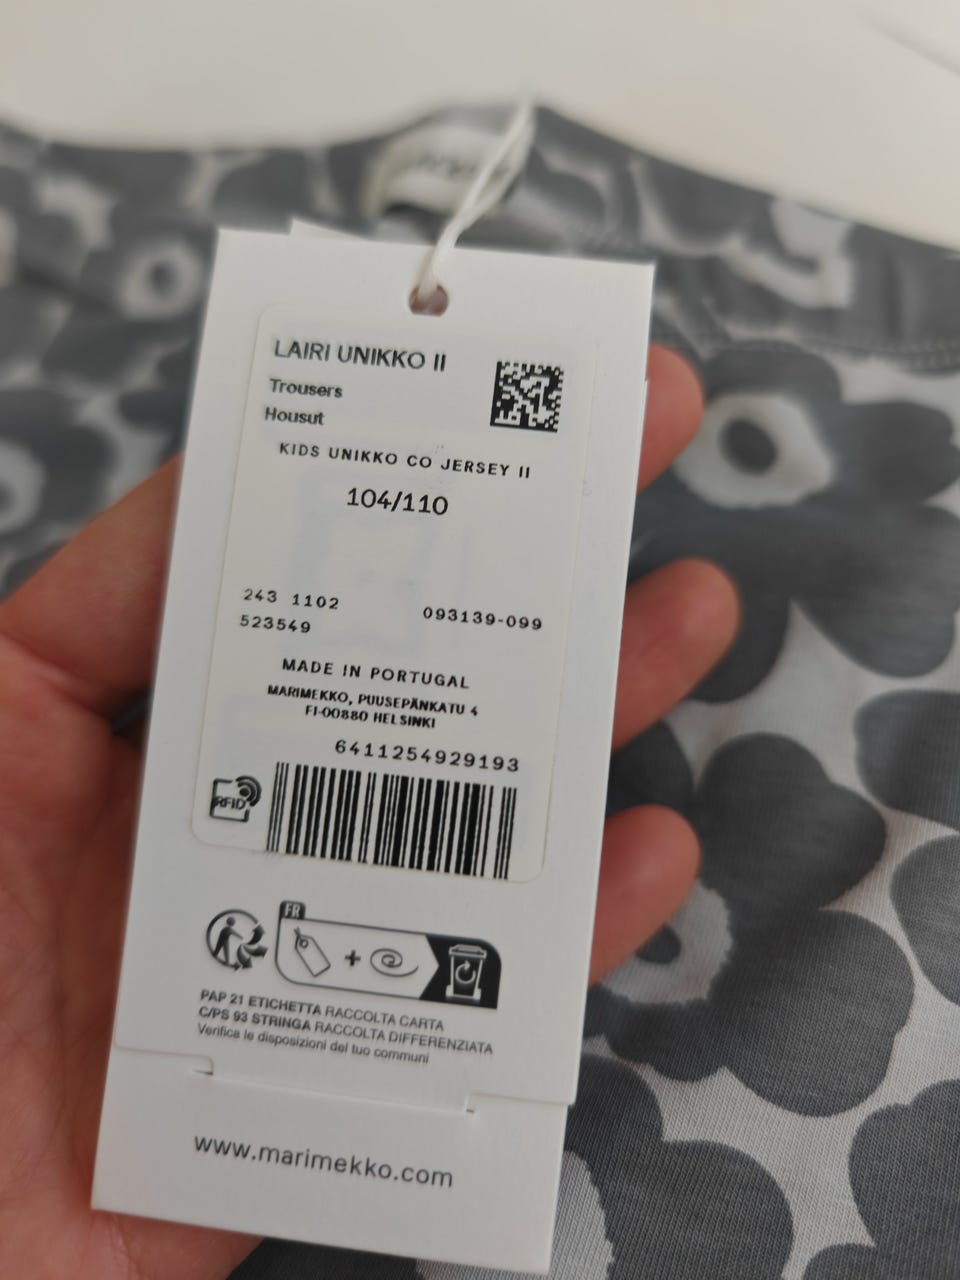 LAIRI UNIKKO II
Trousers
Housut
KIDS UNIKKO CO JERSEY II
104/110
243 1102 093139-099
523549
MADE IN PORTUGAL
MARIMEKKO, PUUSEPÄNKATU 4
FI-00880 HELSINKI
6411254929193
RFID
FR
PAP 21 ETICHETTA RACCOLTA CARTA
C/PS 93 STRINGA RACCOLTA DIFFERENZIATA
Verifica le disposizioni del tuo communi
www.marimekko.com